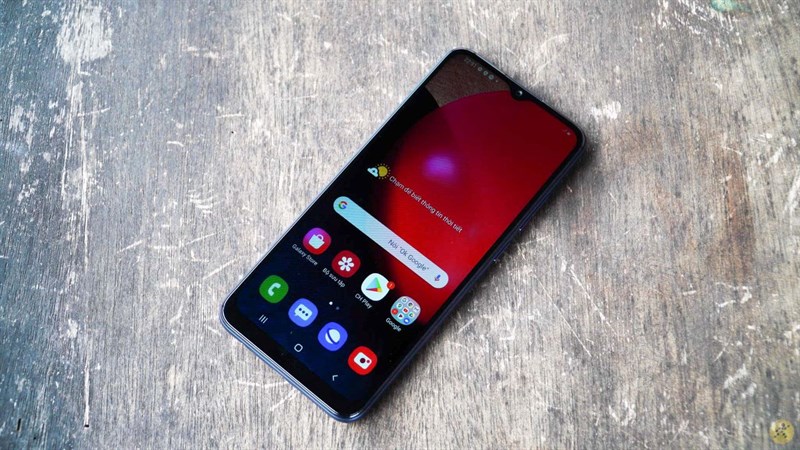 Chạm để biết thông tin thời tiết
Nói "Ok Google"
Galaxy Store
Bộ sưu tập
CH Play
Google